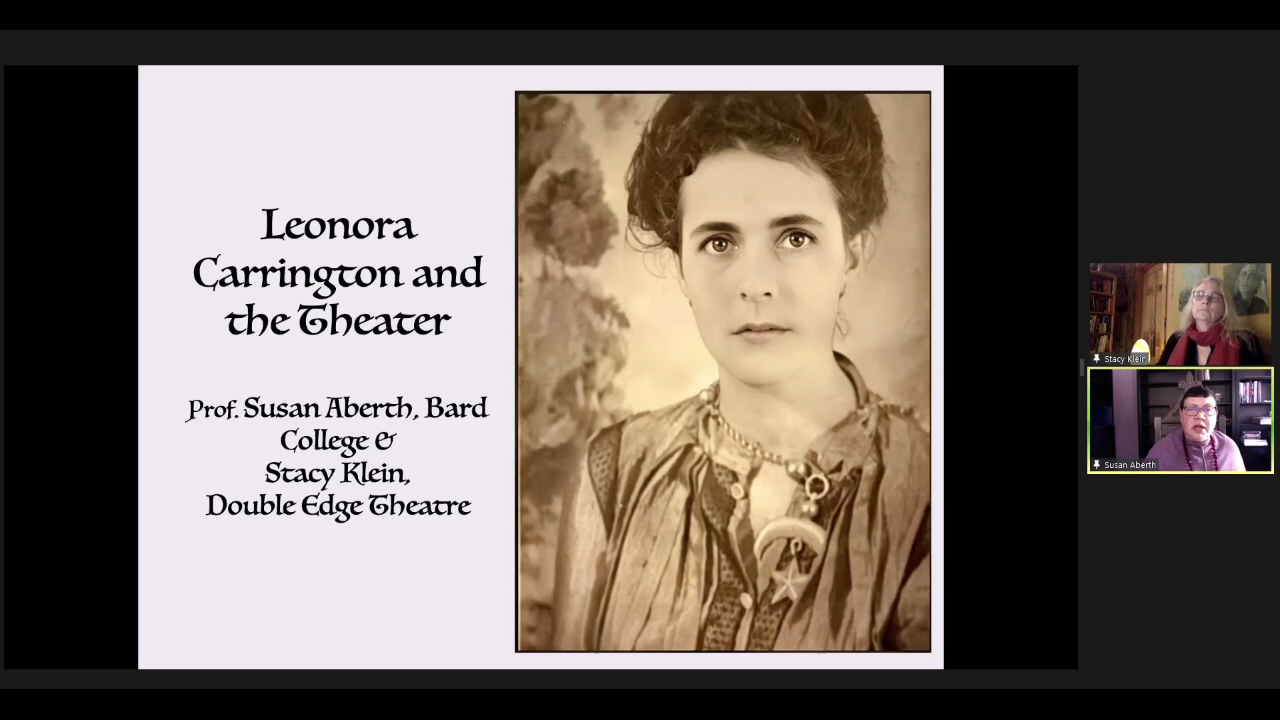 Leonora
Carrington and
the Theater
Prof. Susan Aberth, Bard
College &
Stacy Klein,
Double Edge Theatre
Stacy Klein
Susan Aberth